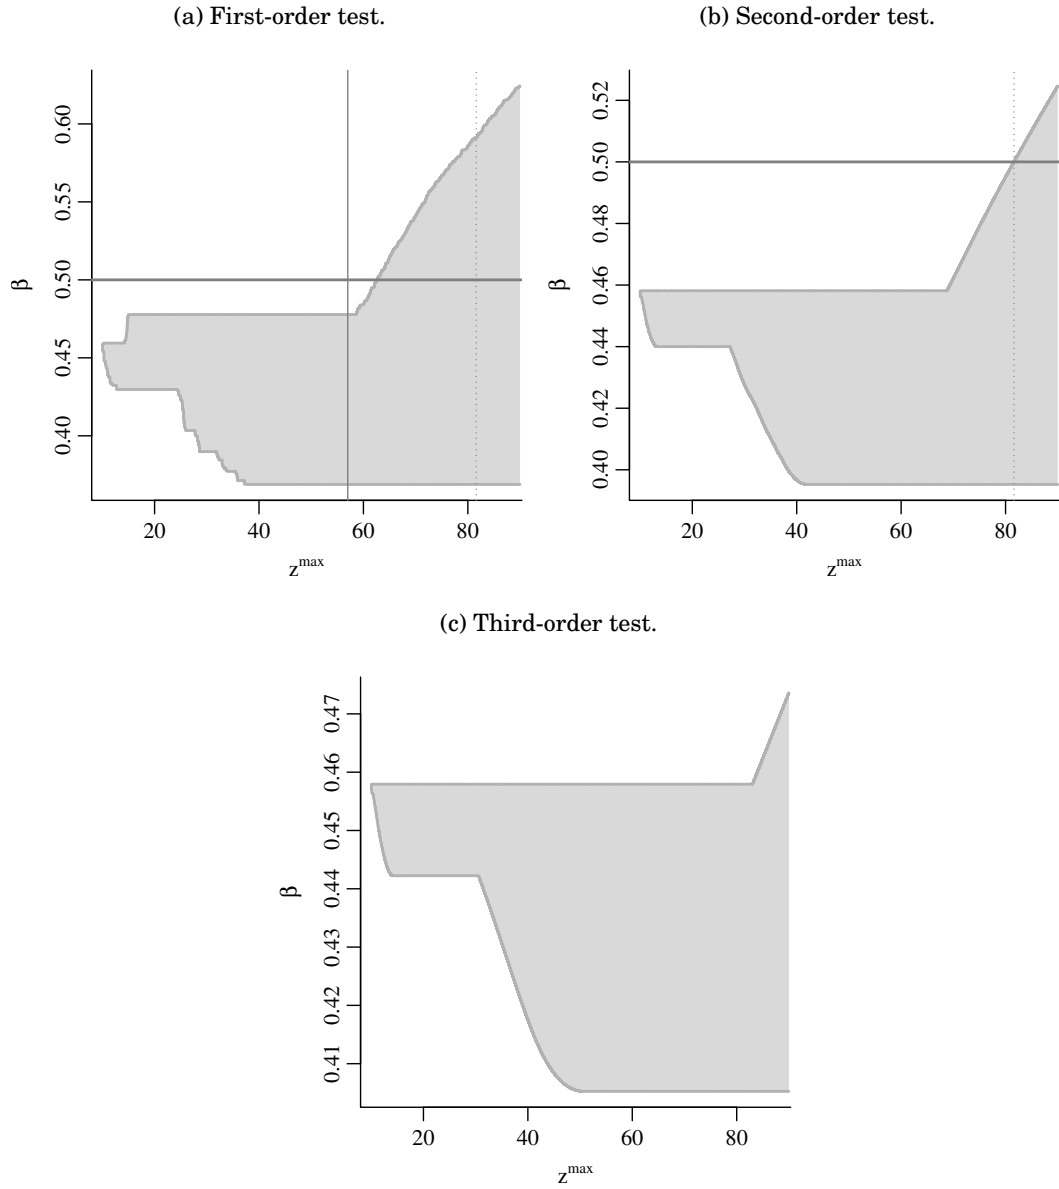 (a) First-order test.
0.60
0.55
0.50
0.45
0.40
β
20 40 60 80
z^max
(b) Second-order test.
0.52
0.50
0.48
0.46
0.44
0.42
0.40
β
20 40 60 80
z^max
(c) Third-order test.
0.47
0.46
0.45
0.44
0.43
0.42
0.41
β
20 40 60 80
z^max